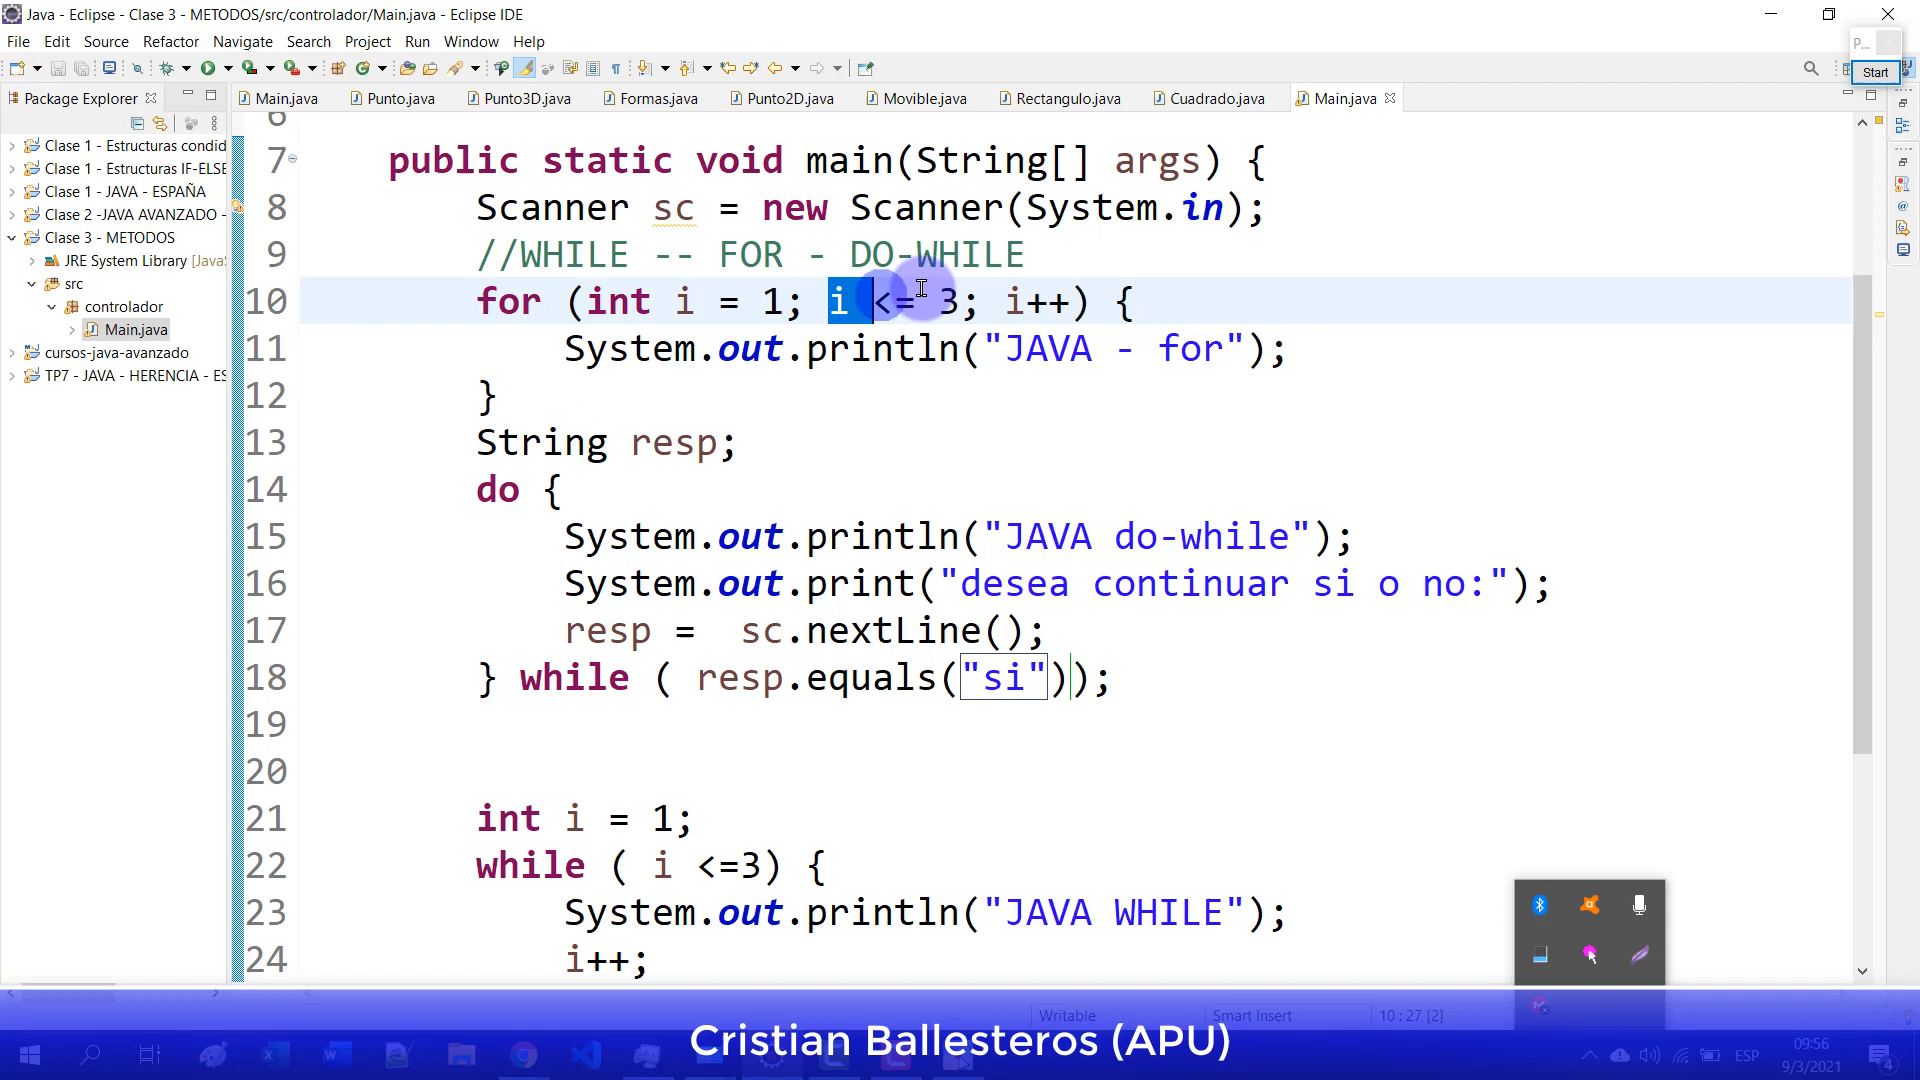 Java - Eclipse - Clase 3 - METODOS/src/controlador/Main.java - Eclipse IDE
File Edit Source Refactor Navigate Search Project Run Window Help
P...
Start
Package Explorer
Main.java Punto.java Punto3D.java Formas.java Punto2D.java Movible.java Rectangulo.java Cuadrado.java Main.java
Clase 1 - Estructuras condid
Clase 1 - Estructuras IF-ELSE
Clase 1 - JAVA - ESPAÑA
Clase 2 -JAVA AVANZADO -
Clase 3 - METODOS
JRE System Library [Java
src
controlador
Main.java
cursos-java-avanzado
TP7 - JAVA - HERENCIA - ES
6
7 public static void main(String[] args) {
8 Scanner sc = new Scanner(System.in);
9 //WHILE -- FOR - DO-WHILE
10 for (int i = 1; i <= 3; i++) {
11 System.out.println("JAVA - for");
12 }
13 String resp;
14 do {
15 System.out.println("JAVA do-while");
16 System.out.print("desea continuar si o no:");
17 resp = sc.nextLine();
18 } while ( resp.equals("si"));
19
20
21 int i = 1;
22 while ( i <=3) {
23 System.out.println("JAVA WHILE");
24 i++;
Writable Smart Insert 10 : 27 [2]
Cristian Ballesteros (APU)
ESP
09:56
9/3/2021
4